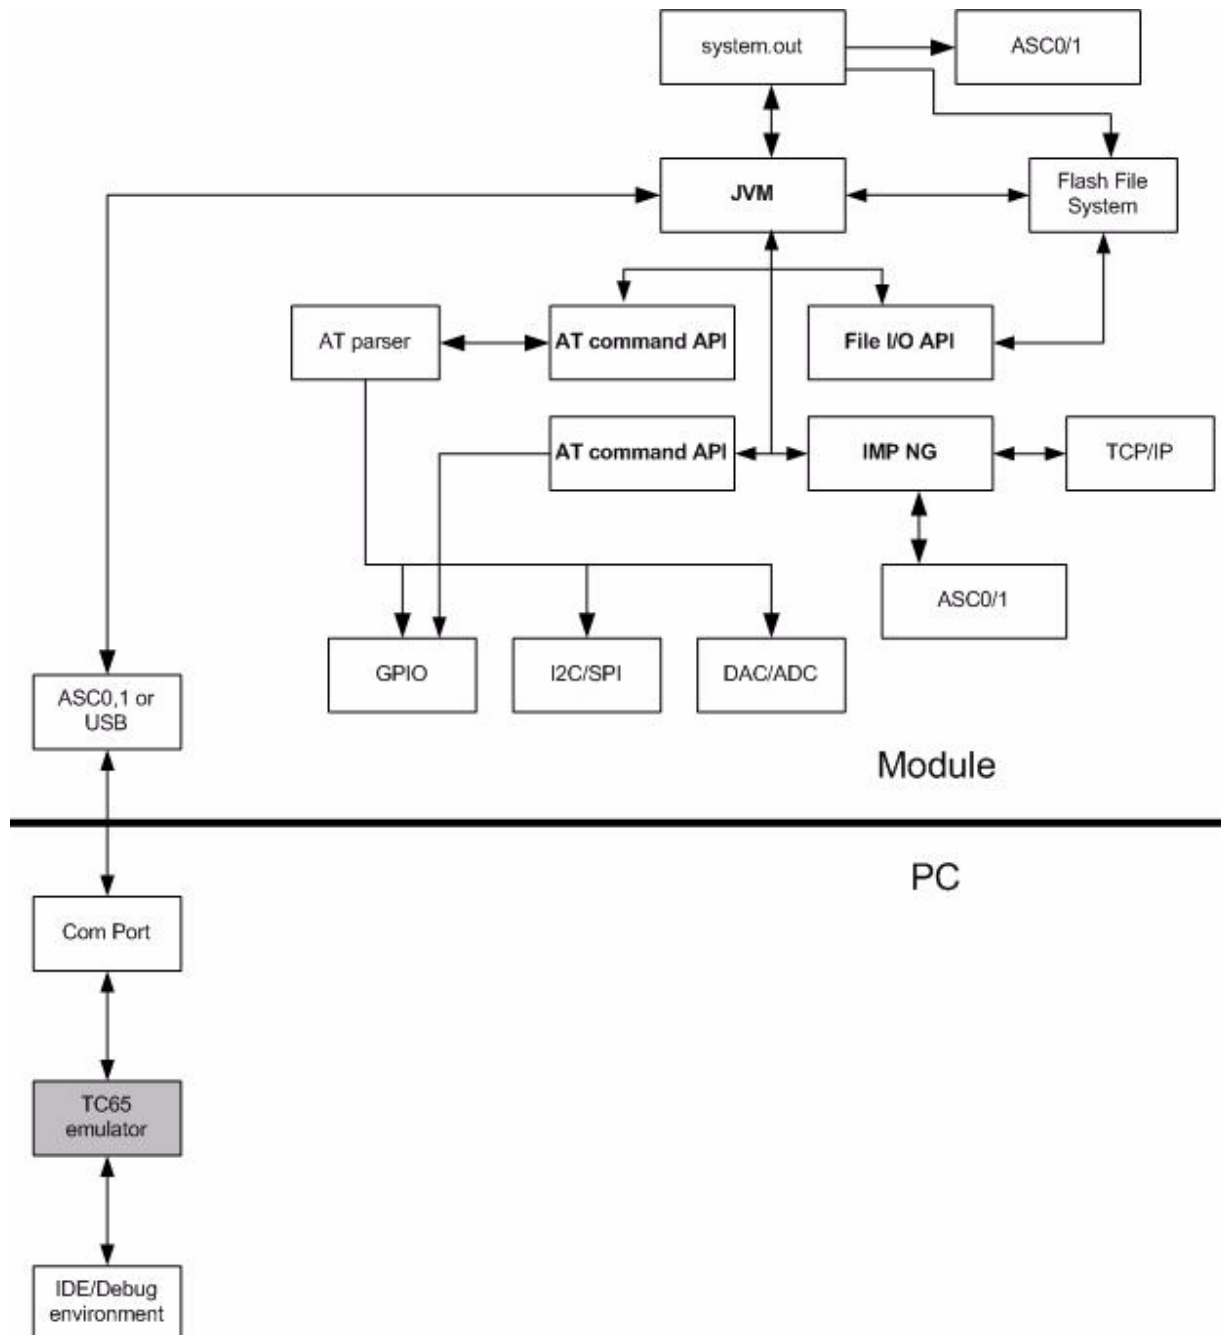 system.out
ASC0/1
JVM
Flash File
System
AT parser
AT command API
File I/O API
AT command API
IMP NG
TCP/IP
ASC0/1
GPIO
I2C/SPI
DAC/ADC
ASC0,1 or
USB
Module
PC
Com Port
TC65
emulator
IDE/Debug
environment